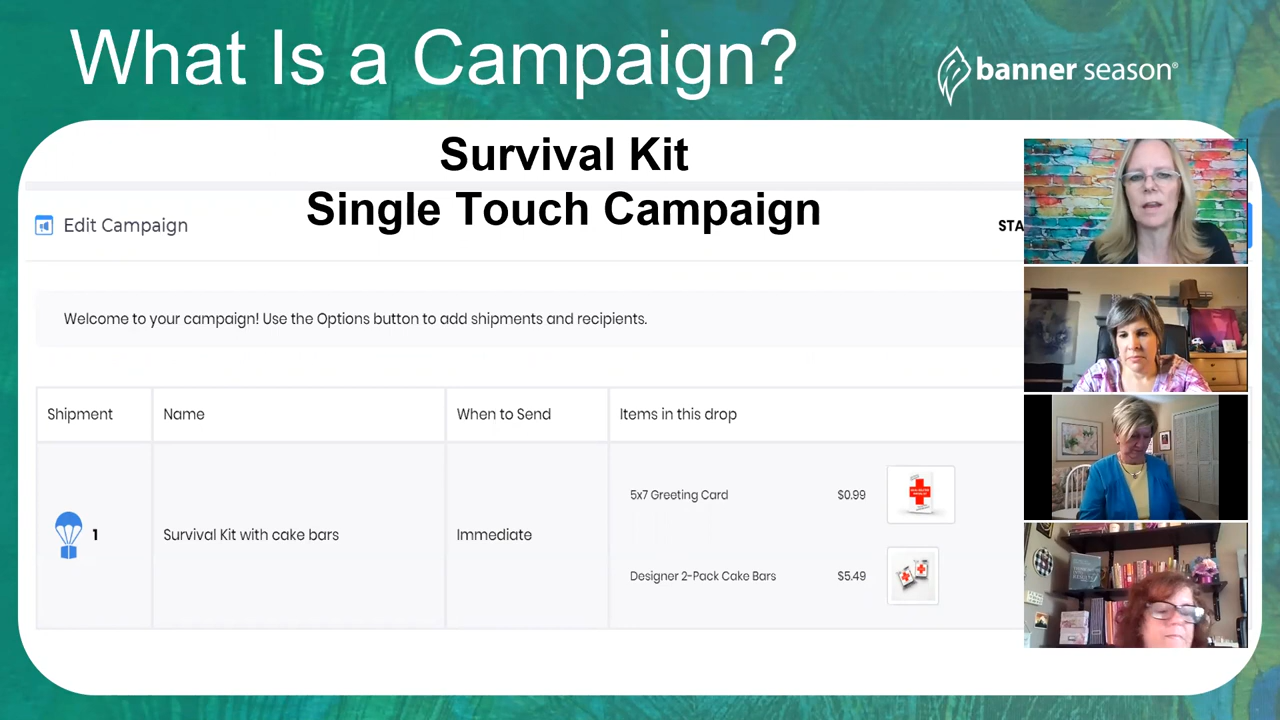 What Is a Campaign?
banner season®
Survival Kit
Single Touch Campaign
Edit Campaign
STA
Welcome to your campaign! Use the Options button to add shipments and recipients.
Shipment Name When to Send Items in this drop
5x7 Greeting Card $0.99
1 Survival Kit with cake bars Immediate
Designer 2-Pack Cake Bars $5.49